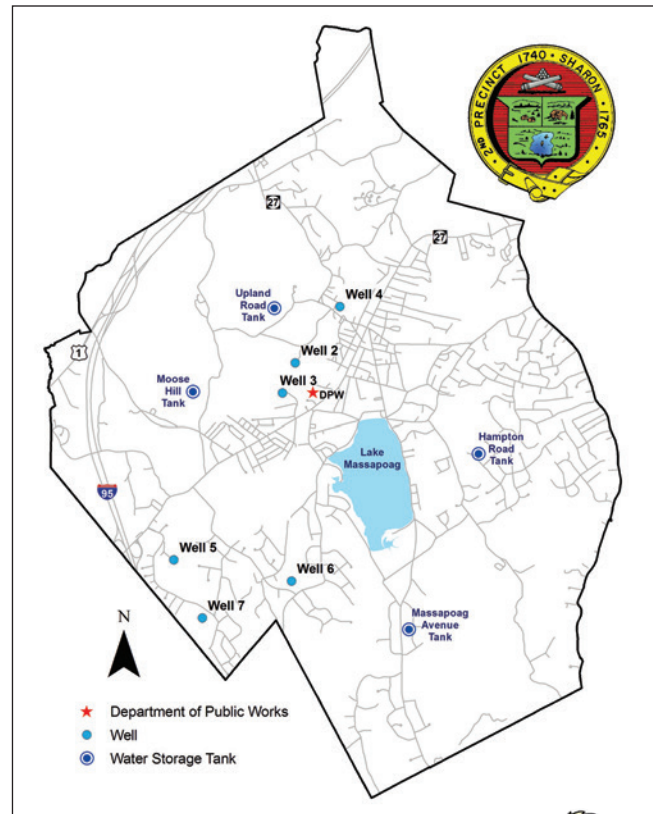 2ND PRECINCT 1740 • SHARON • 1765 •
27
27
Upland
Road
Tank
Well 4
1
Well 2
Moose
Hill
Tank
Well 3
DPW
Lake
Massapoag
Hampton
Road
Tank
95
Well 5
Well 6
Well 7
Massapoag
Avenue
Tank
N
Department of Public Works
Well
Water Storage Tank